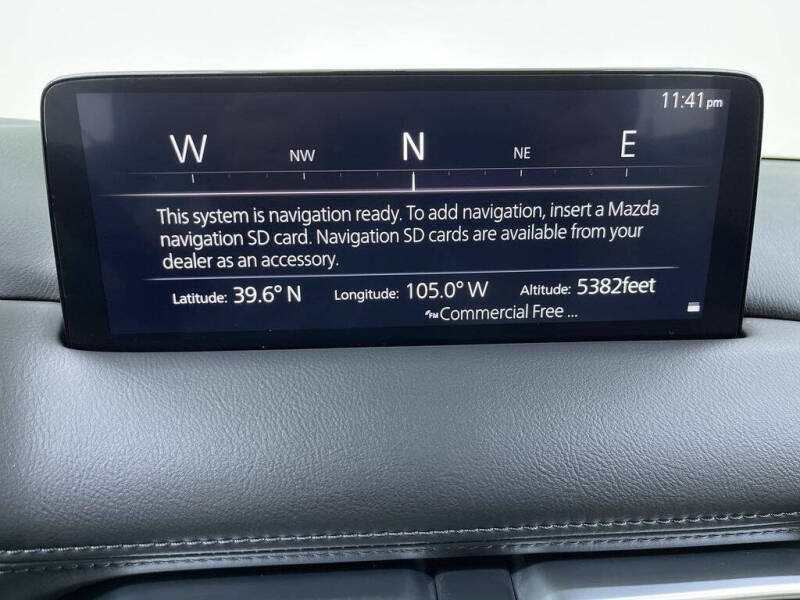 11:41 pm
W NW N NE E
This system is navigation ready. To add navigation, insert a Mazda
navigation SD card. Navigation SD cards are available from your
dealer as an accessory.
Latitude: 39.6° N Longitude: 105.0° W Altitude: 5382feet
FM Commercial Free ...